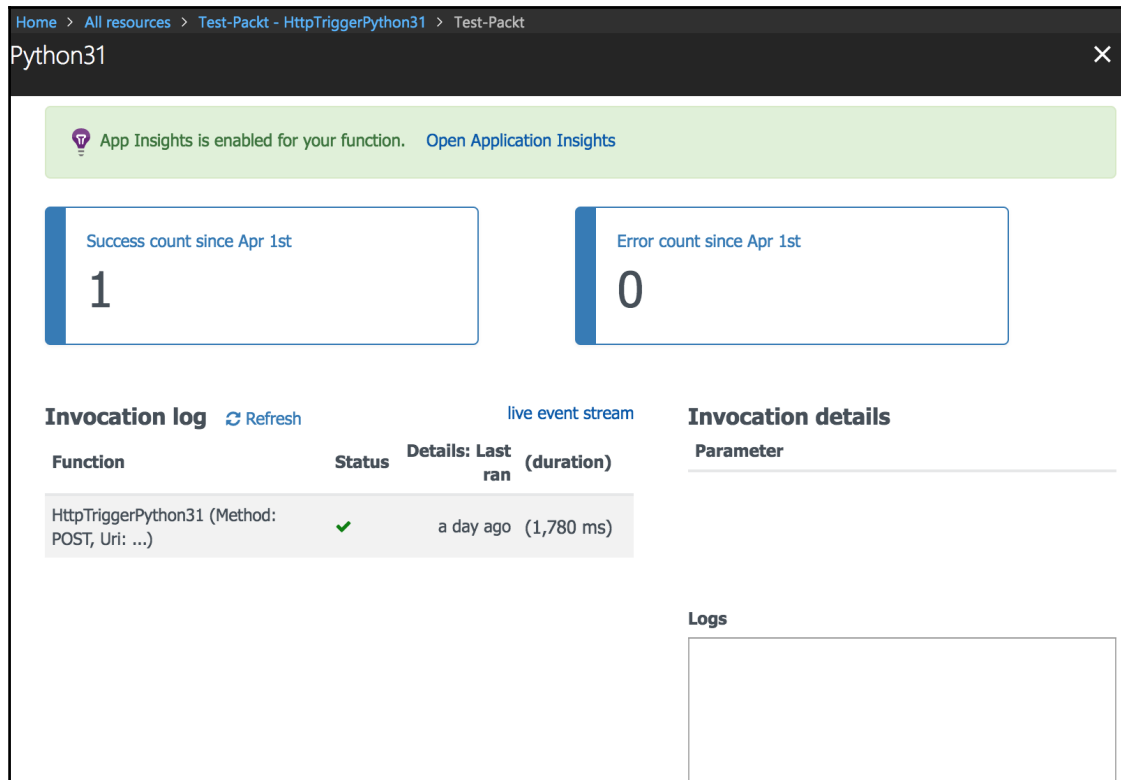 Home > All resources > Test-Packt - HttpTriggerPython31 > Test-Packt
Python31
App Insights is enabled for your function. Open Application Insights
Success count since Apr 1st
1
Error count since Apr 1st
0
Invocation log Refresh live event stream
Function Status Details: Last ran (duration)
HttpTriggerPython31 (Method:
POST, Uri: ...)
a day ago (1,780 ms)
Invocation details
Parameter
Logs